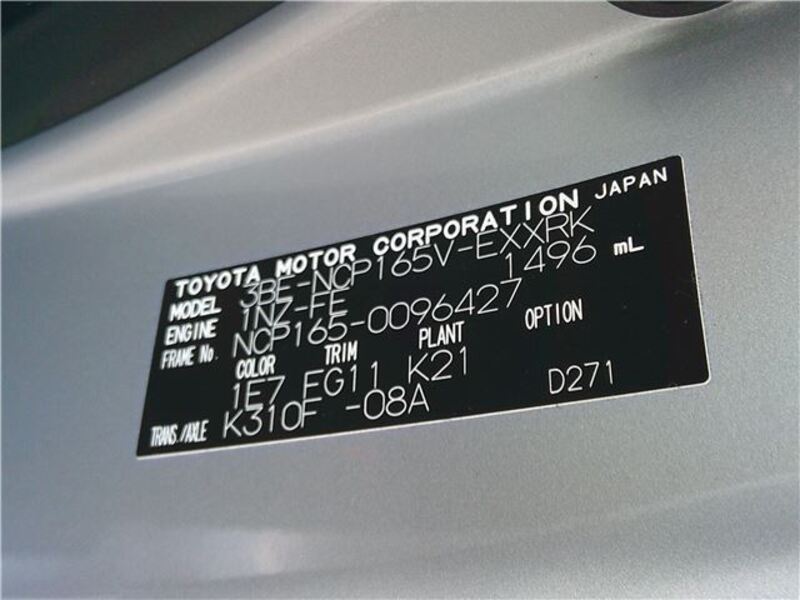 TOYOTA MOTOR CORPORATION JAPAN
MODEL 3BE-NCP165V-EXXRK
ENGINE 1NZ-FE 1496 mL
FRAME No. NCP165-0096427
COLOR TRIM PLANT OPTION
1E7 FG11 K21
TRANS./AXLE K310F -08A D271